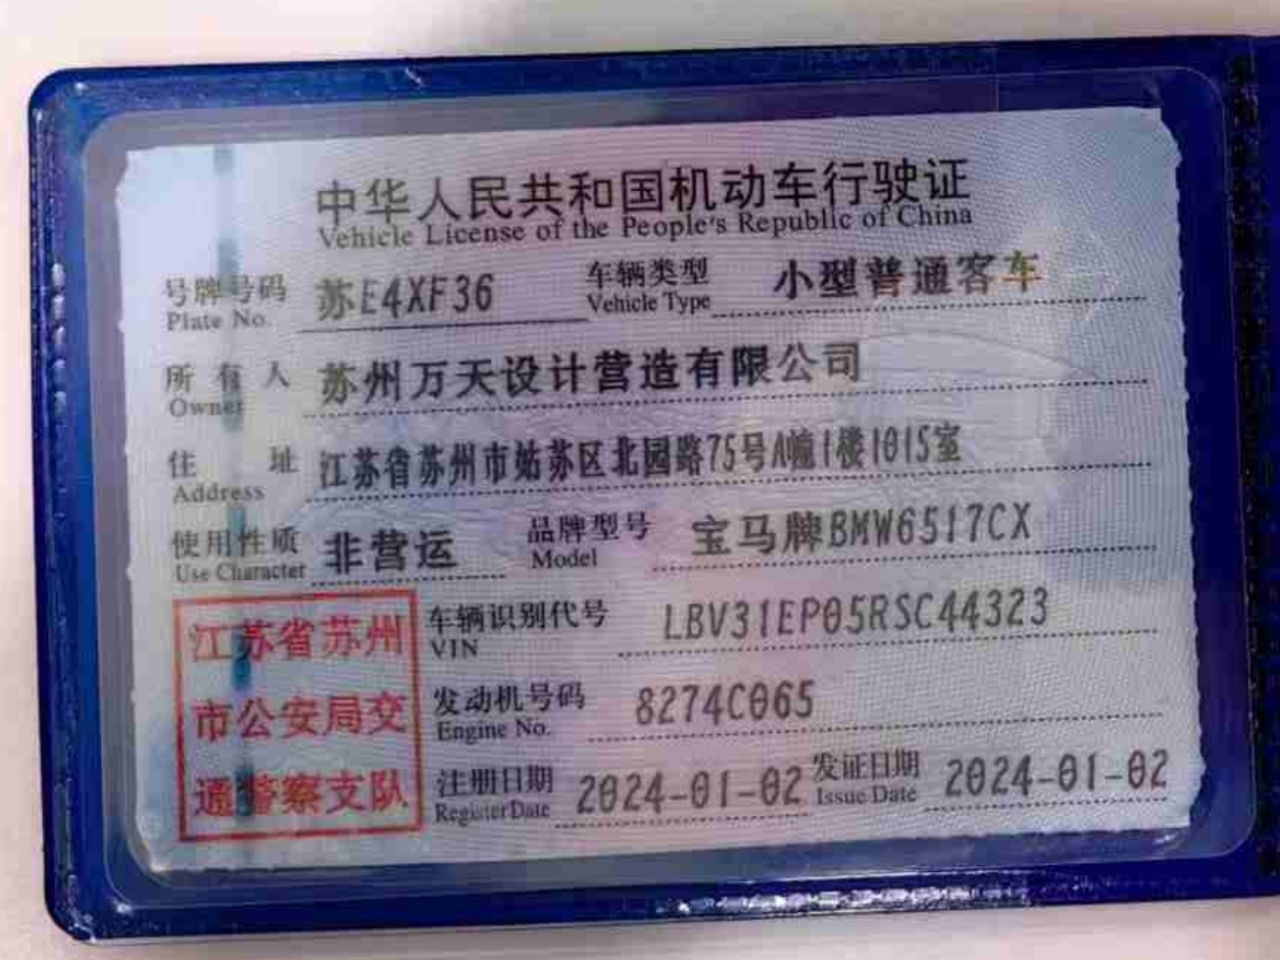 中华人民共和国机动车行驶证
Vehicle License of the People's Republic of China
号牌号码 苏E4XF36 车辆类型 小型普通客车
Plate No. Vehicle Type
所有人 苏州万天设计营造有限公司
Owner
住址 江苏省苏州市姑苏区北园路75号A幢1楼1015室
Address
使用性质 非营运 品牌型号 宝马牌BMW6517CX
Use Character Model
江苏省苏州
市公安局交
通警察支队
车辆识别代号 LBV31EP05RSC44323
VIN
发动机号码 8274C065
Engine No.
注册日期 2024-01-02 发证日期 2024-01-02
Register Date Issue Date